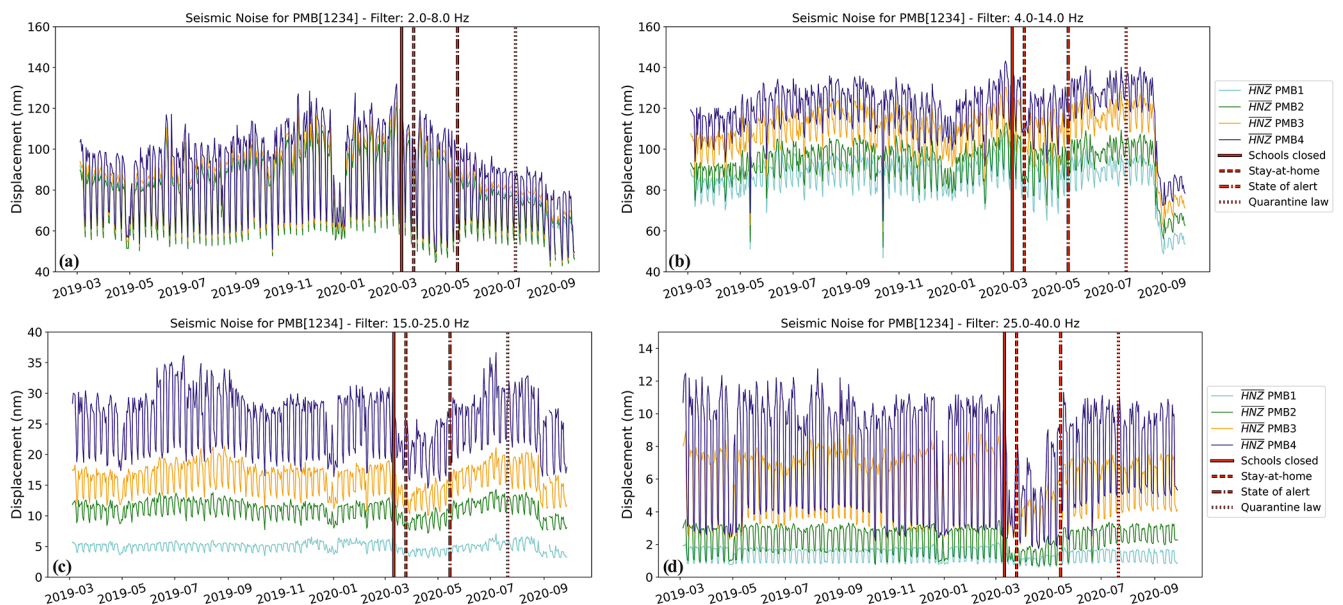 Seismic Noise for PMB[1234] - Filter: 2.0-8.0 Hz
Displacement (nm)
160
140
120
100
80
60
40
(a)
2019-03 2019-05 2019-07 2019-09 2019-11 2020-01 2020-03 2020-05 2020-07 2020-09
Seismic Noise for PMB[1234] - Filter: 4.0-14.0 Hz
Displacement (nm)
160
140
120
100
80
60
40
(b)
2019-03 2019-05 2019-07 2019-09 2019-11 2020-01 2020-03 2020-05 2020-07 2020-09
HNZ PMB1
HNZ PMB2
HNZ PMB3
HNZ PMB4
Schools closed
Stay-at-home
State of alert
Quarantine law
Seismic Noise for PMB[1234] - Filter: 15.0-25.0 Hz
Displacement (nm)
40
35
30
25
20
15
10
5
0
(c)
2019-03 2019-05 2019-07 2019-09 2019-11 2020-01 2020-03 2020-05 2020-07 2020-09
Seismic Noise for PMB[1234] - Filter: 25.0-40.0 Hz
Displacement (nm)
14
12
10
8
6
4
2
0
(d)
2019-03 2019-05 2019-07 2019-09 2019-11 2020-01 2020-03 2020-05 2020-07 2020-09
HNZ PMB1
HNZ PMB2
HNZ PMB3
HNZ PMB4
Schools closed
Stay-at-home
State of alert
Quarantine law